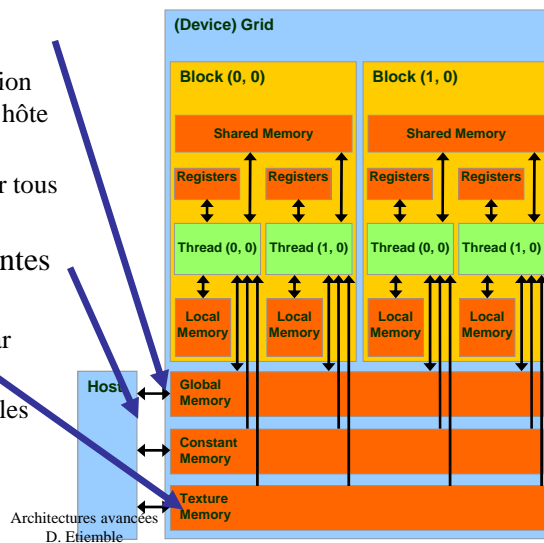 ion
hôte
r tous
ntes
ar
les
(Device) Grid
Block (0, 0)
Block (1, 0)
Shared Memory
Shared Memory
Registers
Registers
Registers
Registers
Thread (0, 0)
Thread (1, 0)
Thread (0, 0)
Thread (1, 0)
Local
Memory
Local
Memory
Local
Memory
Local
Memory
Host
Global
Memory
Constant
Memory
Texture
Memory
Architectures avancées
D. Etiemble